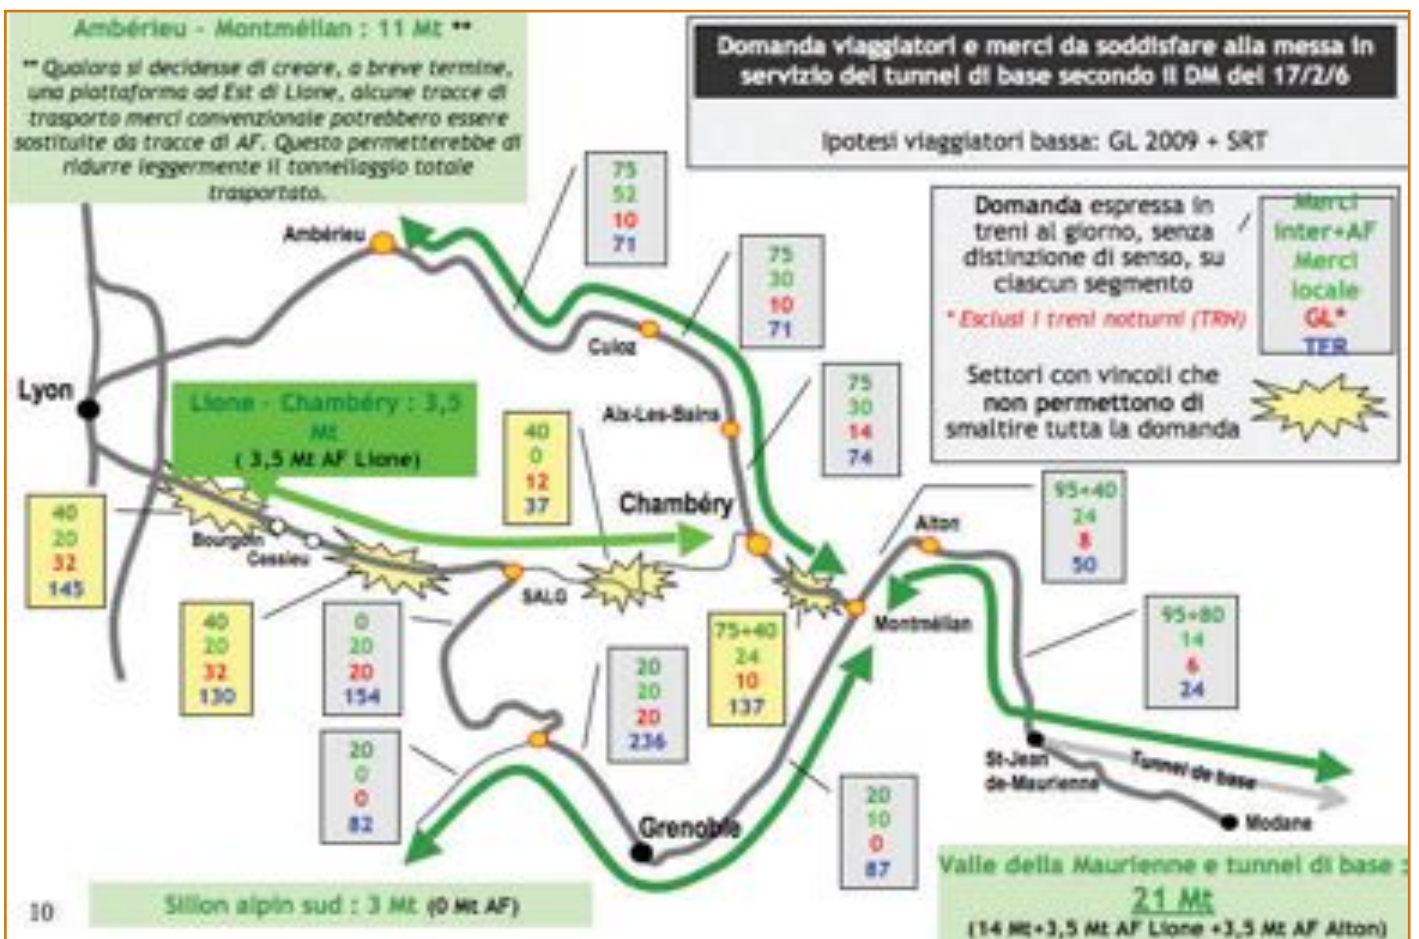 Ambérieu - Montmélian : 11 Mt **
** Qualora si decidesse di creare, a breve termine,
una piattaforma ad Est di Lione, alcune tracce di
trasporto merci convenzionale potrebbero essere
sostituite da tracce di AF. Questo permetterebbe di
ridurre leggermente il tonnellaggio totale
trasportato.
Domanda viaggiatori e merci da soddisfare alla messa in
servizio del tunnel di base secondo il DM del 17/2/6
Ipotesi viaggiatori bassa: GL 2009 + SRT
Domanda espressa in
treni al giorno, senza
distinzione di senso, su
ciascun segmento
* Esclusi i treni notturni (TRN)
Merci
inter+AF
Merci
locale
GL*
TER
Settori con vincoli che
non permettono di
smaltire tutta la domanda
75
52
10
71
Ambérieu
75
30
10
71
Culoz
Lyon
75
30
14
74
Lione - Chambéry : 3,5
Mt
( 3,5 Mt AF Lione)
Aix-Les-Bains
40
0
12
37
Chambéry
95+40
24
8
50
40
20
32
145
Bourgoin
Cessieu
Aiton
SALG
Montmélian
40
20
32
130
0
20
20
154
20
20
20
236
75+40
24
10
137
95+80
14
6
24
20
0
0
82
St-Jean
de-Maurienne
Tunnel de base
Modane
Grenoble
20
10
0
87
Valle della Maurienne e tunnel di base :
21 Mt
(14 Mt+3,5 Mt AF Lione +3,5 Mt AF Aiton)
Sillon alpin sud : 3 Mt (0 Mt AF)
10